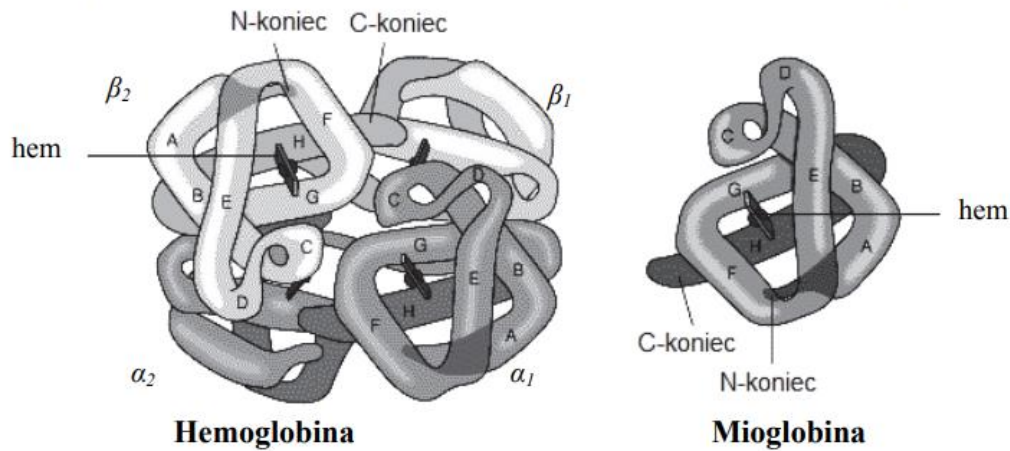 N-koniec C-koniec
β₂ β₁
hem
A F H B E G C D
C D G E B F H A
α₂ α₁
Hemoglobina
D C E G B H A F
hem
C-koniec
N-koniec
Mioglobina